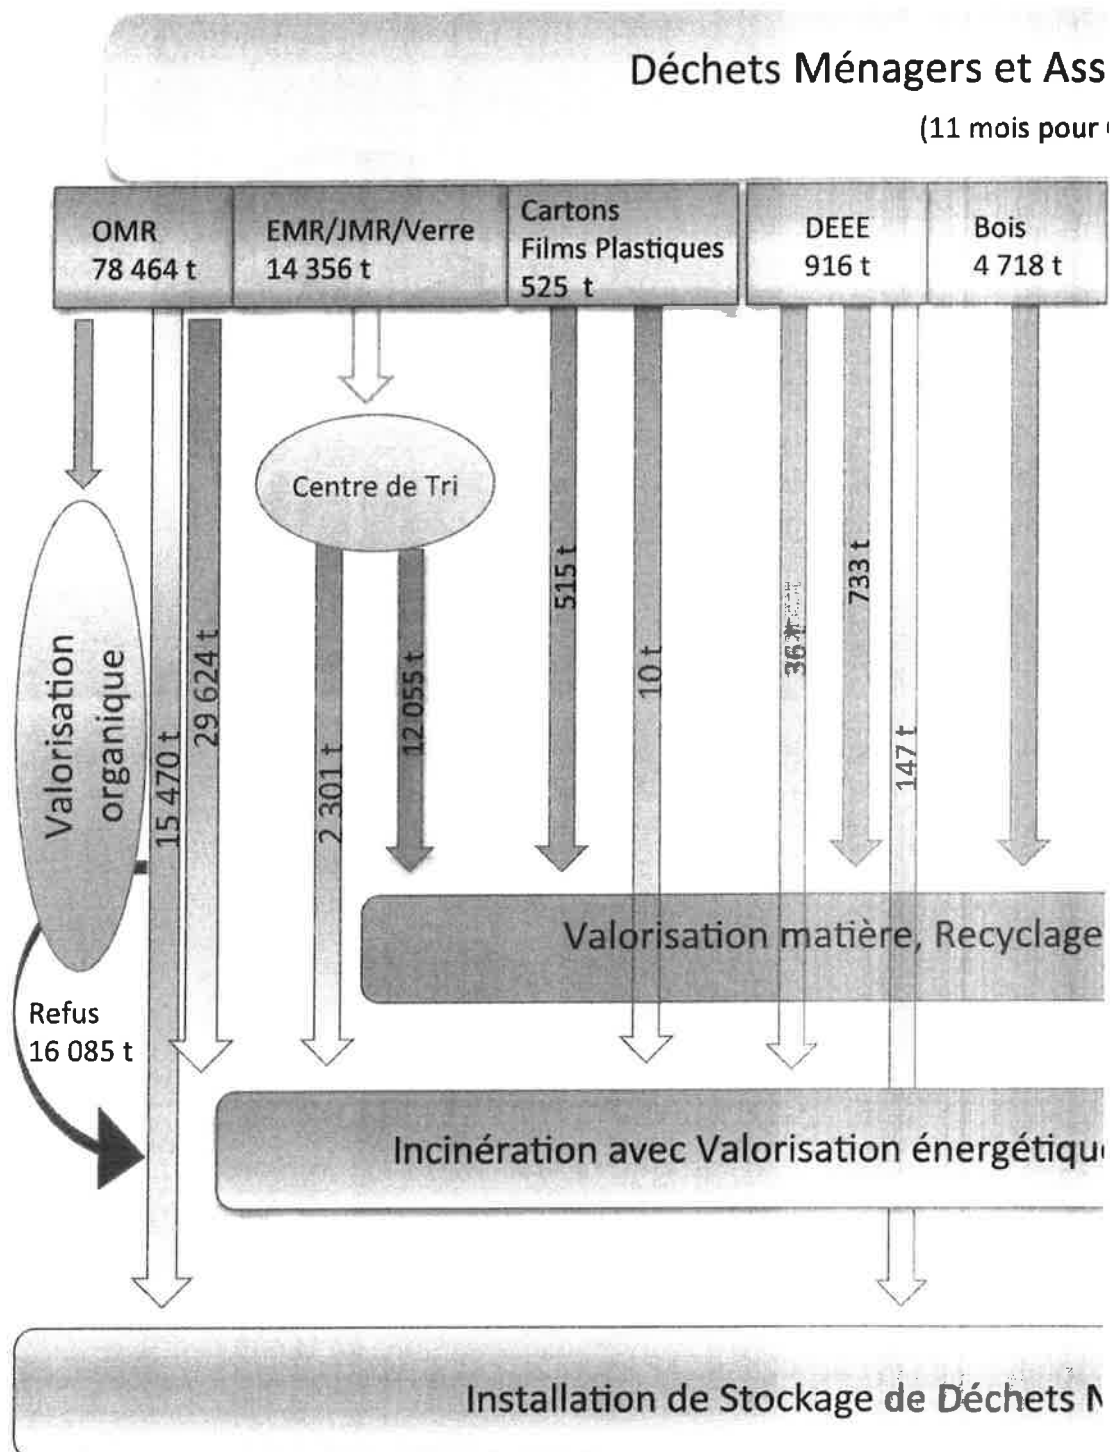 Déchets Ménagers et Ass
(11 mois pour
OMR
78 464 t
EMR/JMR/Verre
14 356 t
Cartons
Films Plastiques
525 t
DEEE
916 t
Bois
4 718 t
Centre de Tri
Valorisation
organique
15 470 t
29 624 t
2 301 t
12 055 t
515 t
10 t
36 t
733 t
147 t
Valorisation matière, Recyclage
Refus
16 085 t
Incinération avec Valorisation énergétiqu
Installation de Stockage de Déchets N